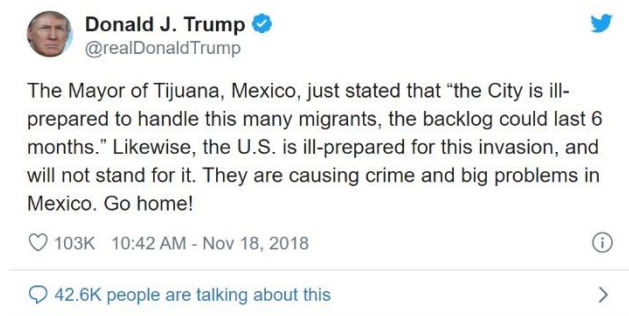 Donald J. Trump
@realDonaldTrump
The Mayor of Tijuana, Mexico, just stated that “the City is ill-
prepared to handle this many migrants, the backlog could last 6
months.” Likewise, the U.S. is ill-prepared for this invasion, and
will not stand for it. They are causing crime and big problems in
Mexico. Go home!
103K 10:42 AM - Nov 18, 2018
42.6K people are talking about this